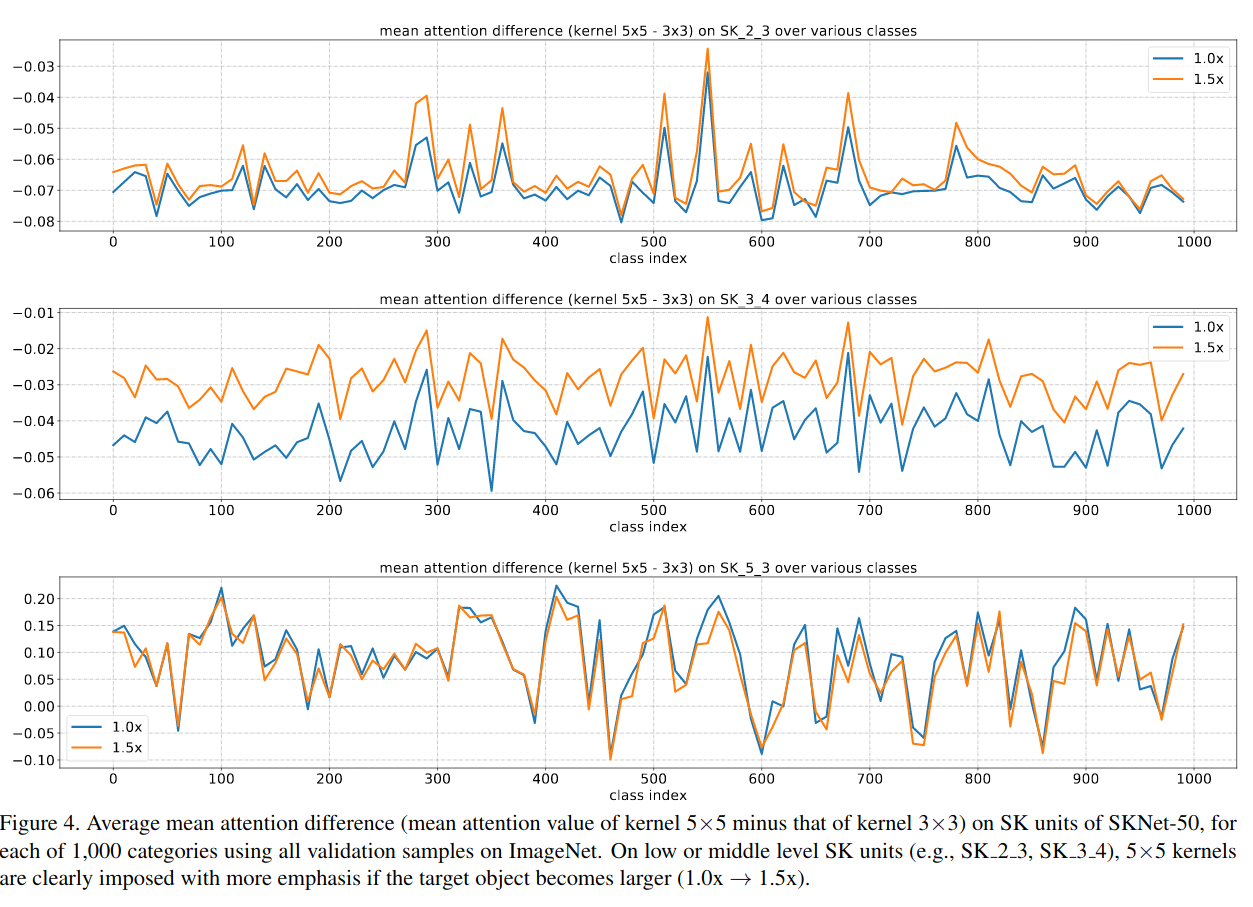 mean attention difference (kernel 5x5 - 3x3) on SK_2_3 over various classes
1.0x
1.5x
−0.03
−0.04
−0.05
−0.06
−0.07
−0.08
0 100 200 300 400 500 600 700 800 900 1000
class index
mean attention difference (kernel 5x5 - 3x3) on SK_3_4 over various classes
1.0x
1.5x
−0.01
−0.02
−0.03
−0.04
−0.05
−0.06
0 100 200 300 400 500 600 700 800 900 1000
class index
mean attention difference (kernel 5x5 - 3x3) on SK_5_3 over various classes
0.20
0.15
0.10
0.05
0.00
−0.05
−0.10
1.0x
1.5x
0 100 200 300 400 500 600 700 800 900 1000
class index
Figure 4. Average mean attention difference (mean attention value of kernel 5×5 minus that of kernel 3×3) on SK units of SKNet-50, for
each of 1,000 categories using all validation samples on ImageNet. On low or middle level SK units (e.g., SK_2_3, SK_3_4), 5×5 kernels
are clearly imposed with more emphasis if the target object becomes larger (1.0x → 1.5x).